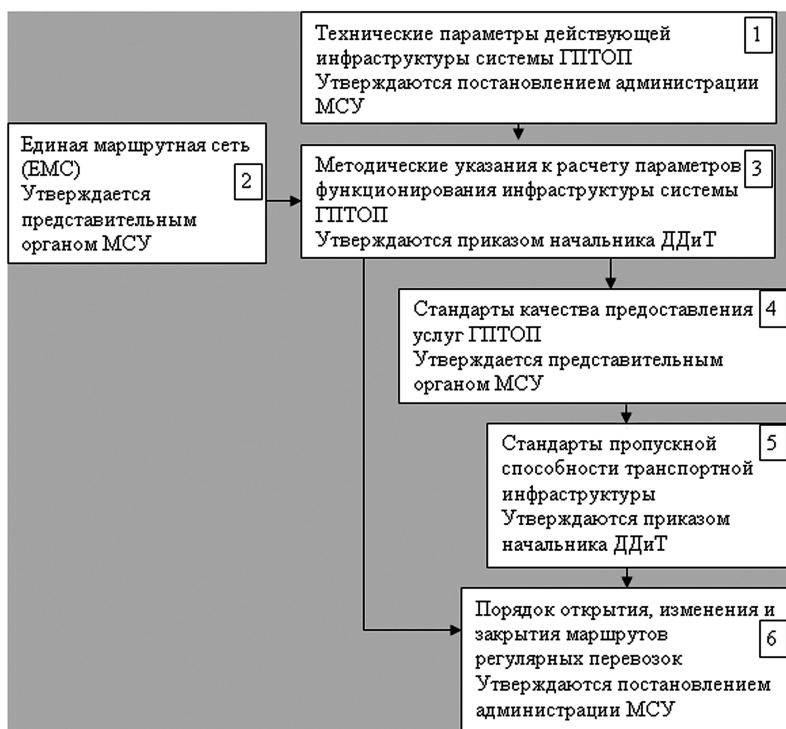 Технические параметры действующей
инфраструктуры системы ГПТОП
Утверждаются постановлением администрации
МСУ
1
Единая маршрутная сеть
(ЕМС)
Утверждается
представительным
органом МСУ
2
Методические указания к расчету параметров
функционирования инфраструктуры системы
ГПТОП
Утверждаются приказом начальника ДДиТ
3
Стандарты качества предоставления
услуг ГПТОП
Утверждается представительным
органом МСУ
4
Стандарты пропускной
способности транспортной
инфраструктуры
Утверждаются приказом
начальника ДДиТ
5
Порядок открытия, изменения и
закрытия маршрутов
регулярных перевозок
Утверждаются постановлением
администрации МСУ
6